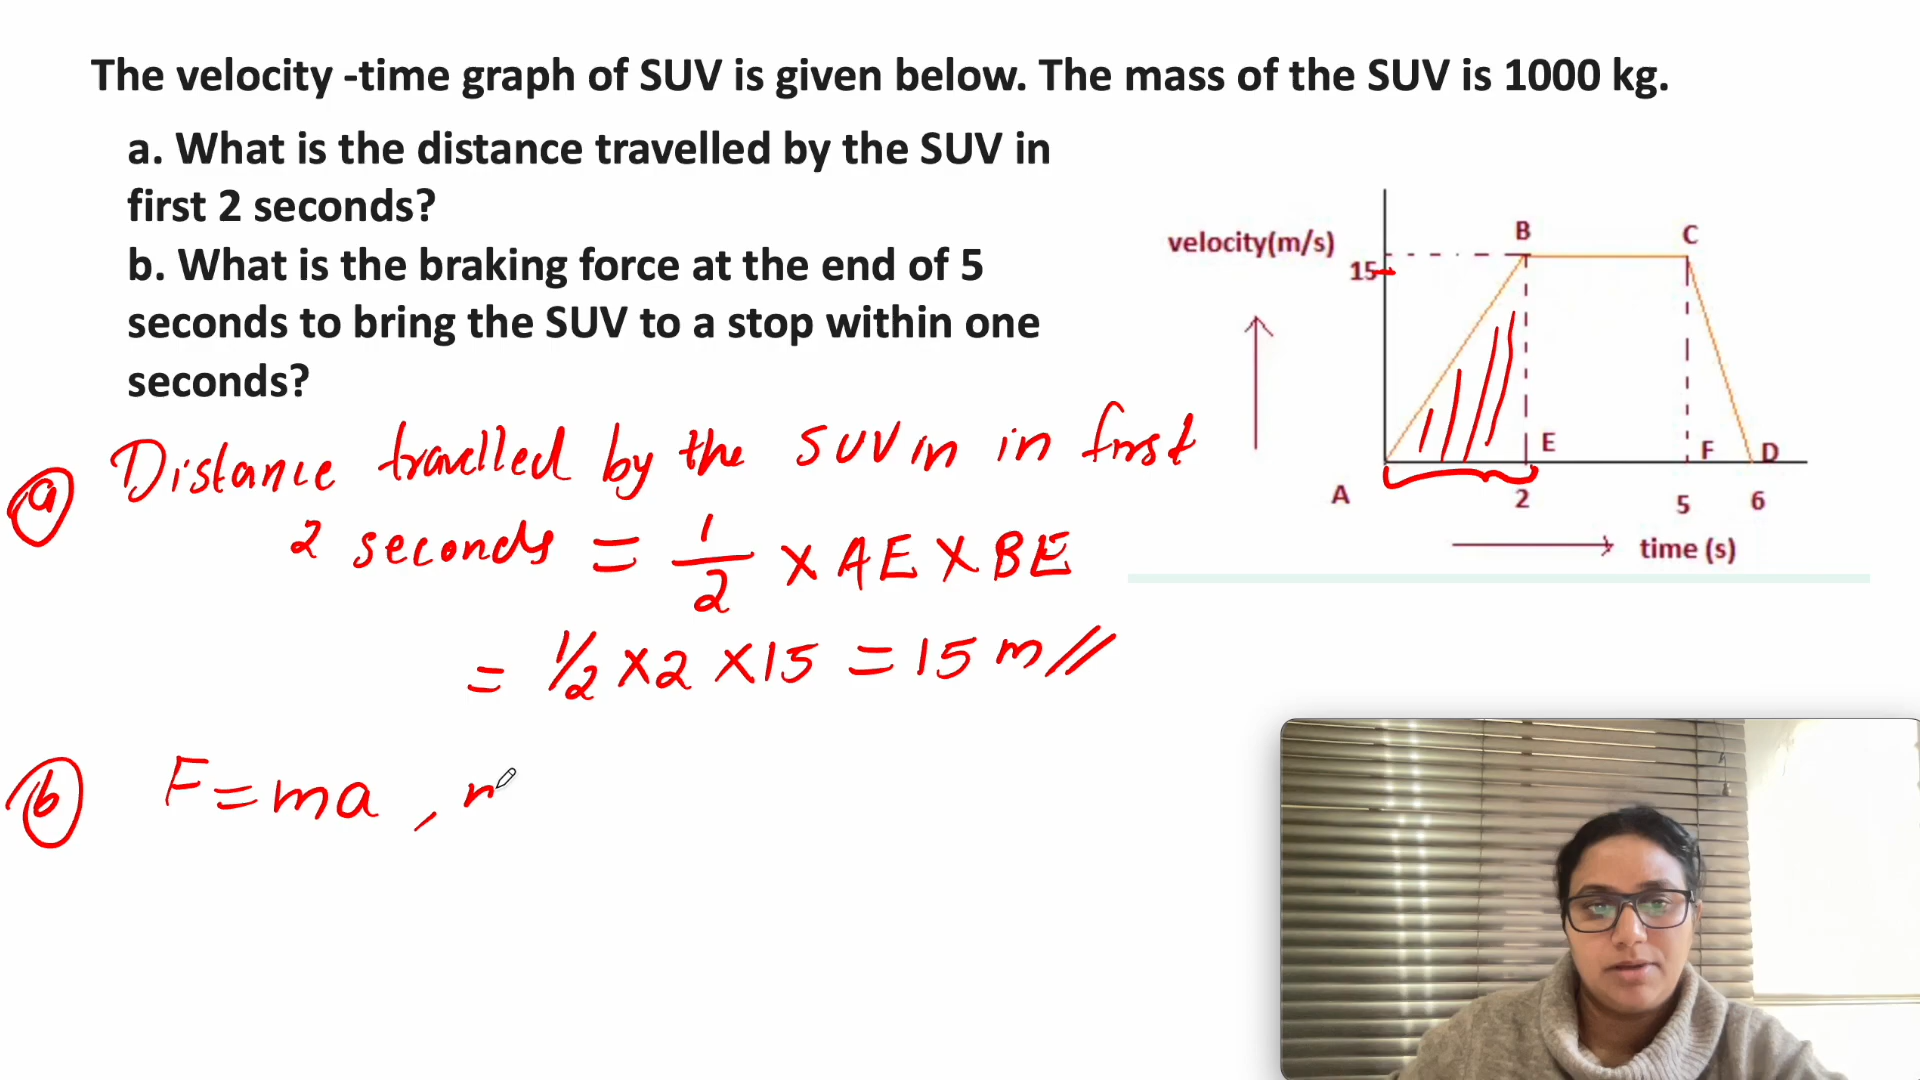 The velocity -time graph of SUV is given below. The mass of the SUV is 1000 kg.
a. What is the distance travelled by the SUV in
first 2 seconds?
b. What is the braking force at the end of 5
seconds to bring the SUV to a stop within one
seconds?
velocity(m/s)
15
B
C
E
F
D
A
2
5
6
time (s)
a Distance travelled by the SUV in in first
2 seconds = 1/2 × AE × BE
= 1/2 × 2 × 15 = 15 m //
b F = ma ,